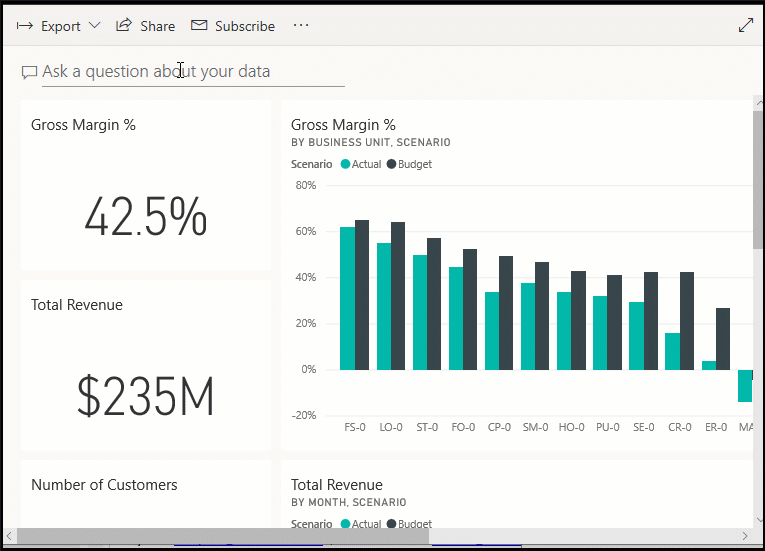 Export Share Subscribe ...
Ask a question about your data
Gross Margin %
42.5%
Total Revenue
$235M
Number of Customers
Gross Margin %
BY BUSINESS UNIT, SCENARIO
Scenario Actual Budget
80%
60%
40%
20%
0%
-20%
FS-0 LO-0 ST-0 FO-0 CP-0 SM-0 HO-0 PU-0 SE-0 CR-0 ER-0 MA
Total Revenue
BY MONTH, SCENARIO
Scenario Actual Budget